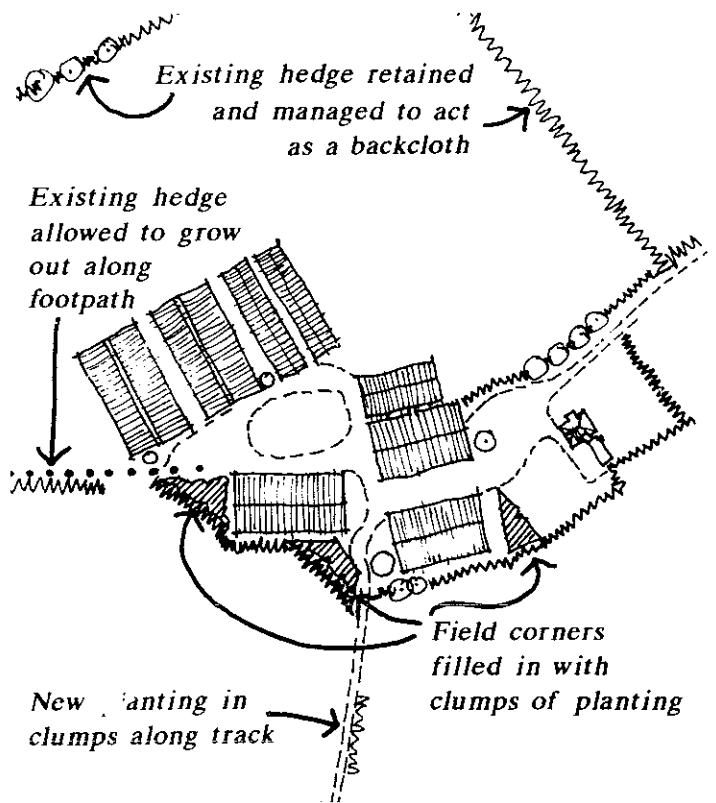 Existing hedge retained
and managed to act
as a backcloth
Existing hedge
allowed to grow
out along
footpath
Field corners
filled in with
clumps of planting
New anting in
clumps along track